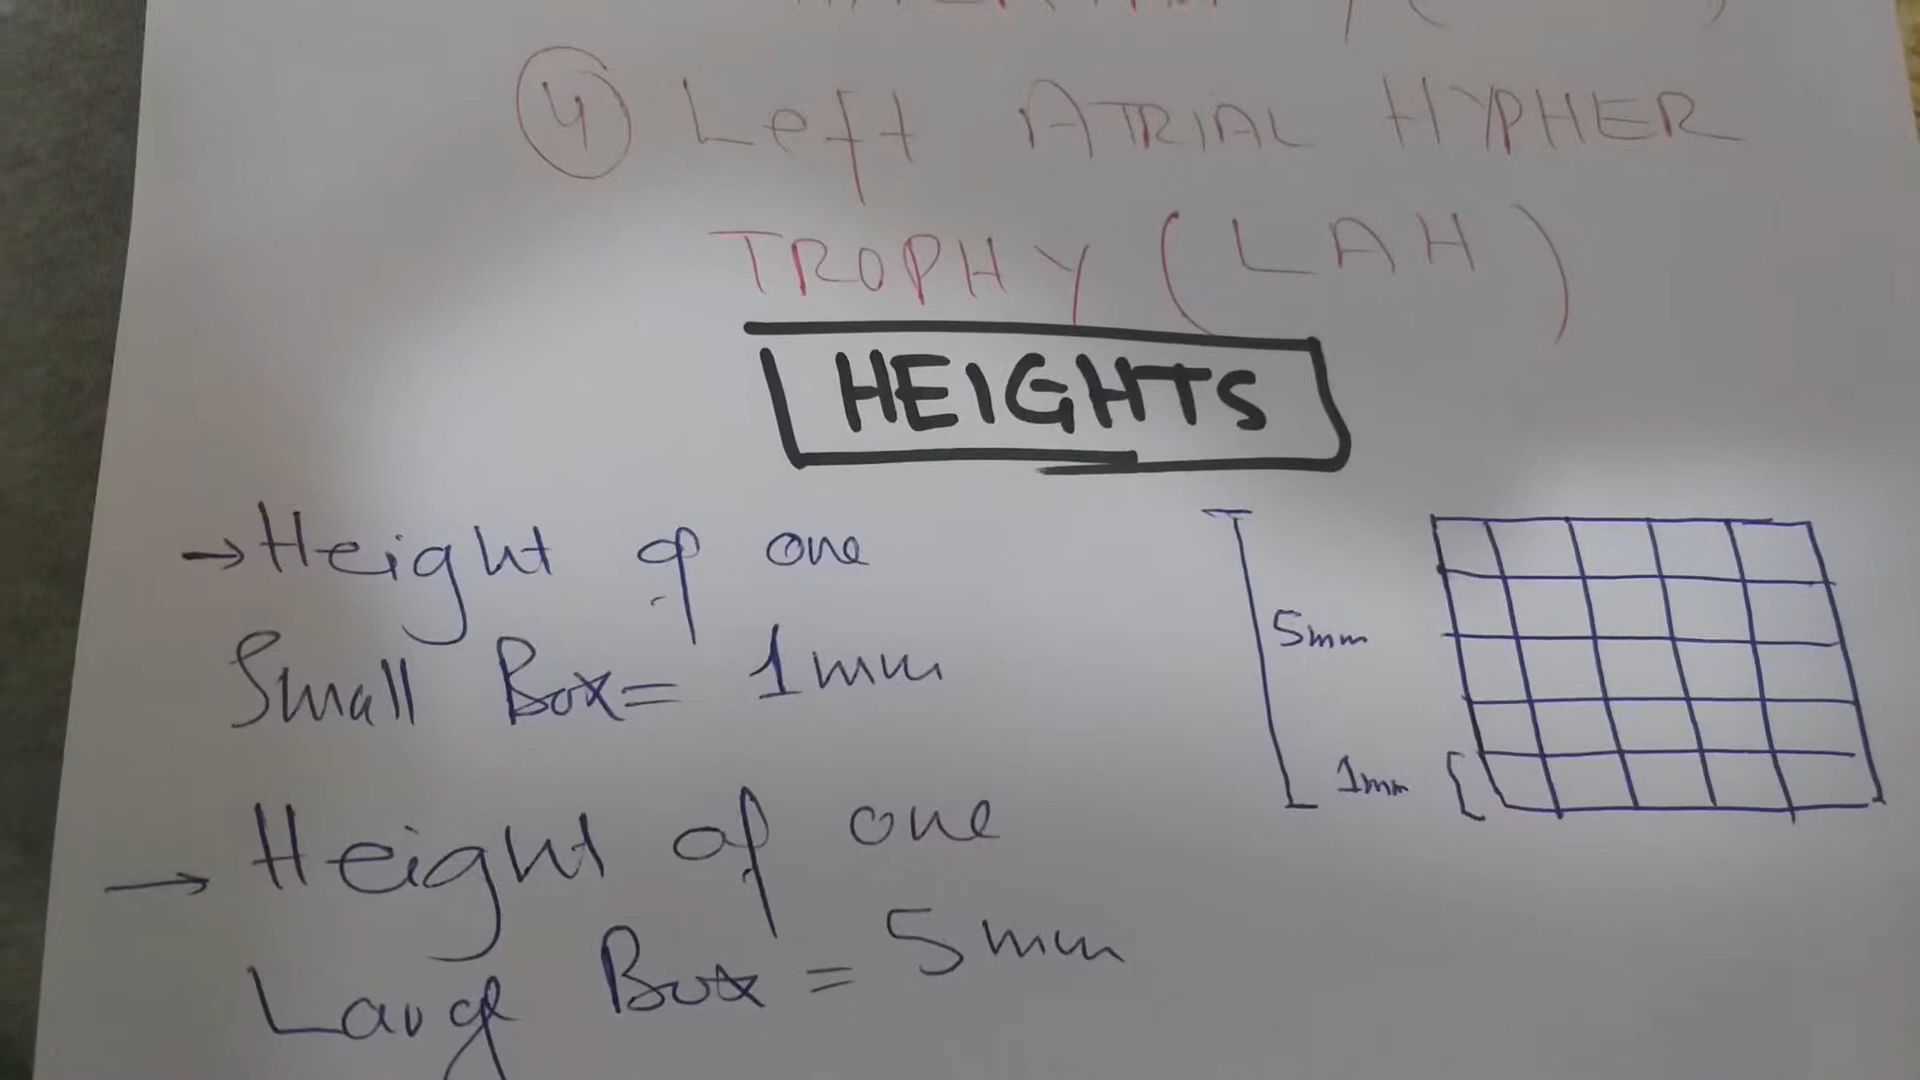 ④ Left ATRIAL HYPHER
TROPHY (LAH)
HEIGHTS
→ Height of one
Small Box = 1mm
5mm
1mm
→ Height of one
Large Box = 5mm